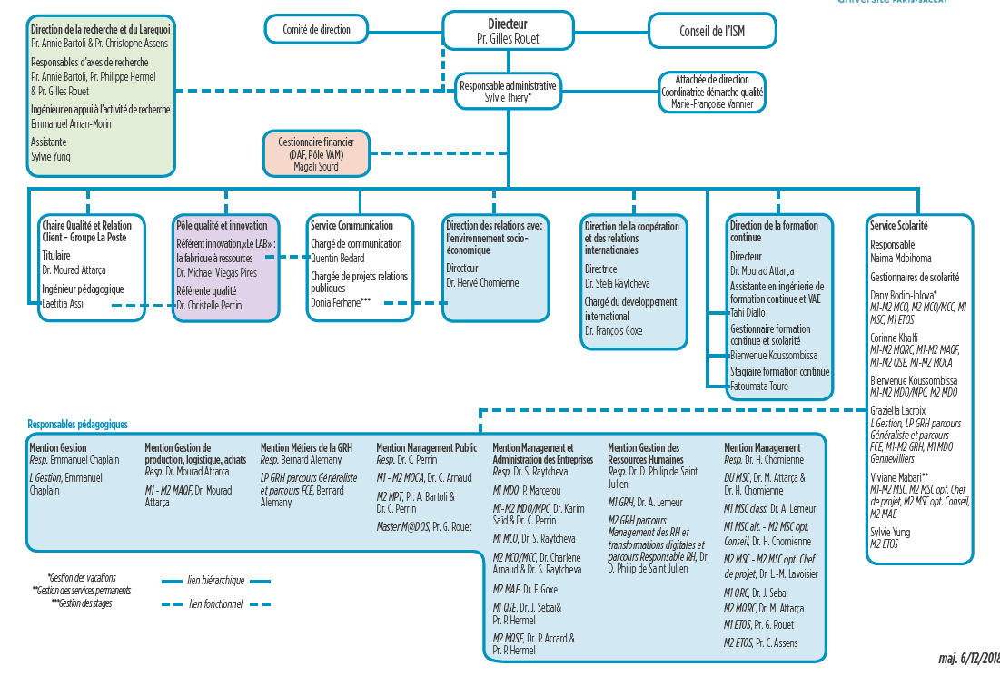 université PARIS-SACLAY
Direction de la recherche et du Larequoi
Pr. Annie Bartoli & Pr. Christophe Assens
Responsables d'axes de recherche
Pr. Annie Bartoli, Pr. Philippe Hermel
& Pr. Gilles Rouet
Ingénieur en appui à l'activité de recherche
Emmanuel Aman-Morin
Assistante
Sylvie Yung
Comité de direction
Directeur
Pr. Gilles Rouet
Conseil de l'ISM
Responsable administrative
Sylvie Thiery*
Attachée de direction
Coordinatrice démarche qualité
Marie-Françoise Vannier
Gestionnaire financier
(DAF, Pôle VAM)
Magali Sourd
Chaire Qualité et Relation
Client – Groupe La Poste
Titulaire
Dr. Mourad Attarça
Ingénieur pédagogique
Laetitia Assi
Pôle qualité et innovation
Référent innovation,«Le LAB» :
la fabrique à ressources
Dr. Michaël Viegas Pires
Référente qualité
Dr. Christelle Perrin
Service Communication
Chargé de communication
Quentin Bedard
Chargée de projets relations
publiques
Donia Ferhane***
Direction des relations avec
l'environnement socio-
économique
Directeur
Dr. Hervé Chomienne
Direction de la coopération
et des relations
internationales
Directrice
Dr. Stela Raytcheva
Chargé du développement
international
Dr. François Goxe
Direction de la formation
continue
Directeur
Dr. Mourad Attarça
Assistante en ingénierie de
formation continue et VAE
Tahi Diallo
Gestionnaire formation
continue et scolarité
Bienvenue Koussombissa
Stagiaire formation continue
Fatoumata Toure
Service Scolarité
Responsable
Naima Mdoihoma
Gestionnaires de scolarité
Dany Bodin-Iolova*
M1-M2 MCO, M2 MCO/MCC, M1
MSC, M1 ETOS
Corinne Khalfi
M1-M2 MQRC, M1-M2 MAQF,
M1-M2 QSE, M1-M2 MOCA
Bienvenue Koussombissa
M1-M2 MDO/MPC, M2 MDO
Graziella Lacroix
L Gestion, LP GRH parcours
Généraliste et parcours
FCE, M1-M2 GRH, M1 MDO
Gennevilliers
Viviane Mabari**
M1-M2 MSC, M2 MSC opt. Chef
de projet, M2 MSC opt. Conseil,
M2 MAE
Sylvie Yung
M2 ETOS
Responsables pédagogiques
Mention Gestion
Resp. Emmanuel Chaplain
L Gestion, Emmanuel
Chaplain
Mention Gestion de
production, logistique, achats
Resp. Dr. Mourad Attarça
M1 - M2 MAQF, Dr. Mourad
Attarça
Mention Métiers de la GRH
Resp. Bernard Alemany
LP GRH parcours Généraliste
et parcours FCE, Bernard
Alemany
Mention Management Public
Resp. Dr. C. Perrin
M1 - M2 MOCA, Dr. C. Arnaud
M2 MPT, Pr. A. Bartoli &
Dr. C. Perrin
Master M@DOS, Pr. G. Rouet
Mention Management et
Administration des Entreprises
Resp. Dr. S. Raytcheva
M1 MDO, P. Marcerou
M1-M2 MDO/MPC, Dr. Karim
Saïd & Dr. C. Perrin
M1 MCO, Dr. S. Raytcheva
M2 MCO/MCC, Dr. Charlène
Arnaud & Dr. S. Raytcheva
M2 MAE, Dr. F. Goxe
M1 QSE, Dr. J. Sebai&
Pr. P. Hermel
M2 MQSE, Dr. P. Accard &
Pr. P. Hermel
Mention Gestion des
Ressources Humaines
Resp. Dr. D. Philip de Saint
Julien
M1 GRH, Dr. A. Lemeur
M2 GRH parcours
Management des RH et
transformations digitales et
parcours Responsable RH, Dr.
D. Philip de Saint Julien
Mention Management
Resp. Dr. H. Chomienne
DU MSC, Dr. M. Attarça &
Dr. H. Chomienne
M1 MSC class. Dr. A. Lemeur
M1 MSC alt. - M2 MSC opt.
Conseil, Dr. H. Chomienne
M2 MSC - M2 MSC opt. Chef
de projet, Dr. L.-M. Lavoisier
M1 QRC, Dr. J. Sebai
M2 MQRC, Dr. M. Attarça
M1 ETOS, Pr. G. Rouet
M2 ETOS, Pr. C. Assens
*Gestion des vacations
**Gestion des services permanents
***Gestion des stages
lien hiérarchique
lien fonctionnel
maj. 6/12/2018